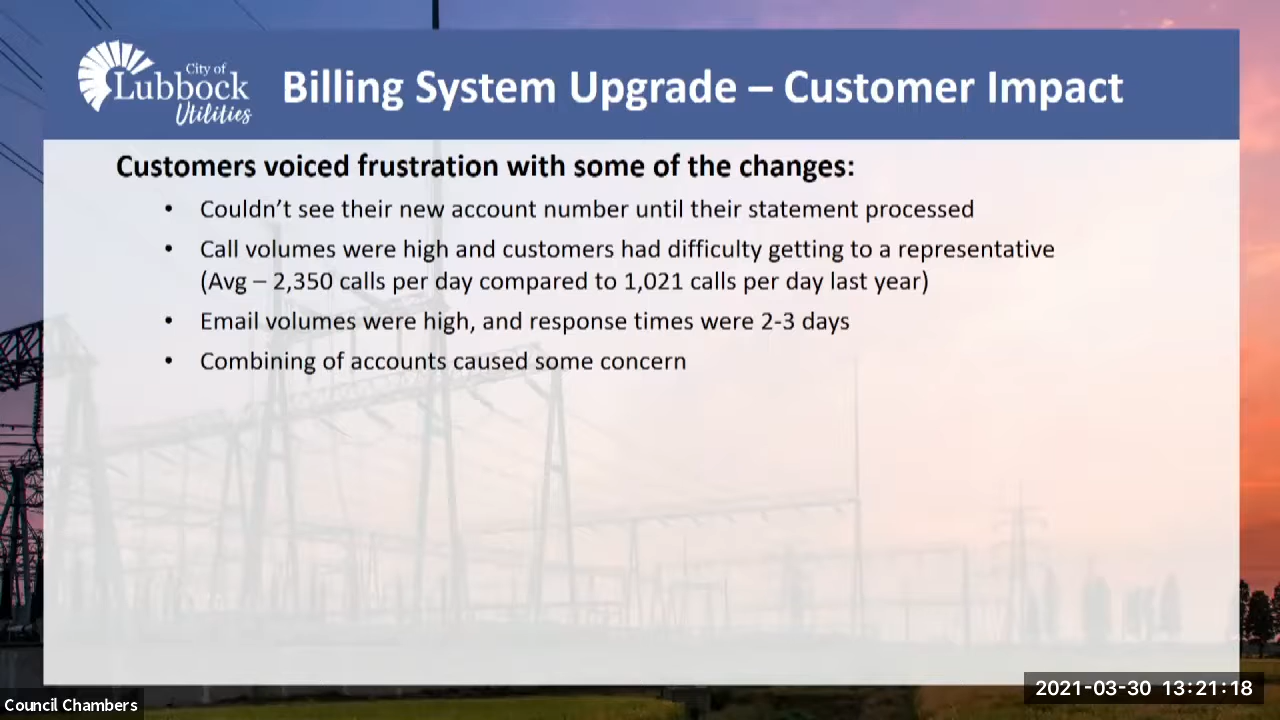 City of
Lubbock
Utilities
Billing System Upgrade – Customer Impact
Customers voiced frustration with some of the changes:
• Couldn’t see their new account number until their statement processed
• Call volumes were high and customers had difficulty getting to a representative
(Avg – 2,350 calls per day compared to 1,021 calls per day last year)
• Email volumes were high, and response times were 2-3 days
• Combining of accounts caused some concern
2021-03-30 13:21:18
Council Chambers